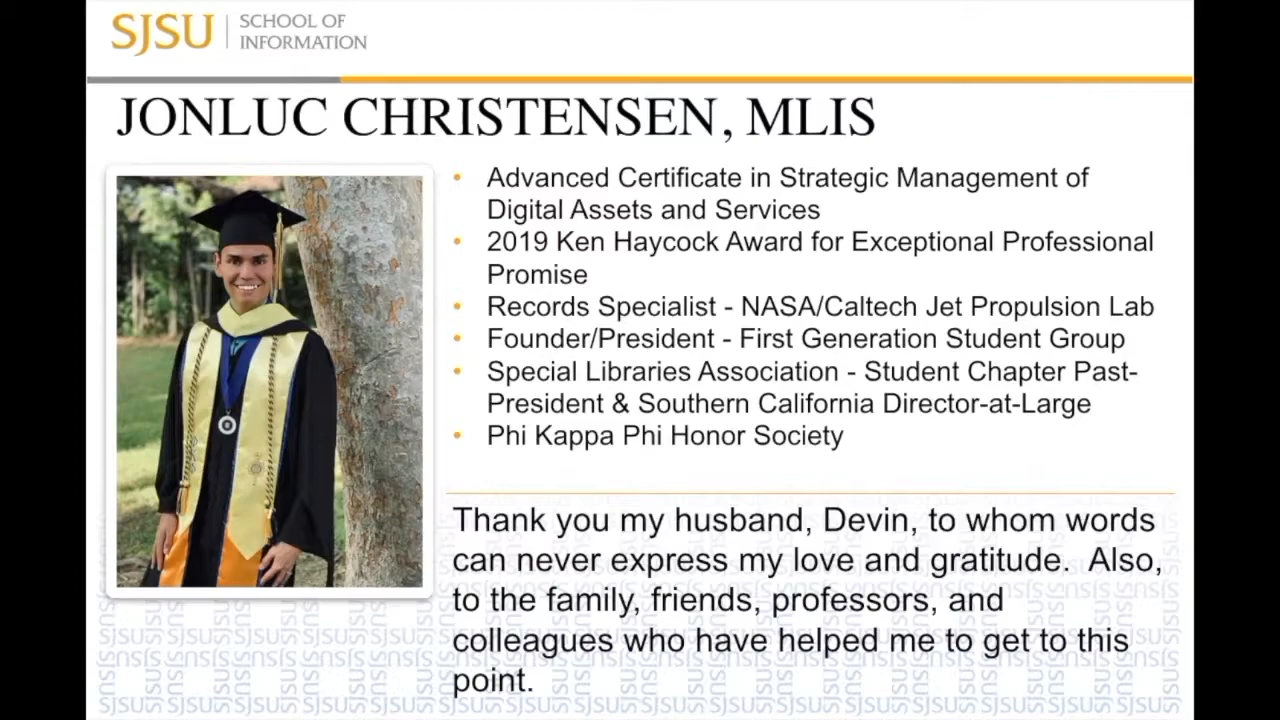 SJSU SCHOOL OF
INFORMATION
JONLUC CHRISTENSEN, MLIS
• Advanced Certificate in Strategic Management of
Digital Assets and Services
• 2019 Ken Haycock Award for Exceptional Professional
Promise
• Records Specialist - NASA/Caltech Jet Propulsion Lab
• Founder/President - First Generation Student Group
• Special Libraries Association - Student Chapter Past-
President & Southern California Director-at-Large
• Phi Kappa Phi Honor Society
Thank you my husband, Devin, to whom words
can never express my love and gratitude.  Also,
to the family, friends, professors, and
colleagues who have helped me to get to this
point.